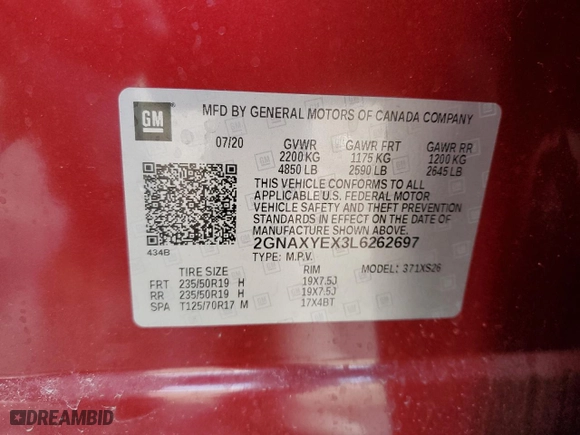 GM
MFD BY GENERAL MOTORS OF CANADA COMPANY
07/20 GVWR GAWR FRT GAWR RR
2200 KG 1175 KG 1200 KG
4850 LB 2590 LB 2645 LB
THIS VEHICLE CONFORMS TO ALL
APPLICABLE U.S. FEDERAL MOTOR
VEHICLE SAFETY AND THEFT PREVENTION
STANDARDS IN EFFECT ON THE DATE OF
MANUFACTURE SHOWN ABOVE.
434B 2GNAXYEX3L6262697
TYPE: M.P.V. MODEL: 371XS26
TIRE SIZE RIM
FRT 235/50R19 H 19X7.5J
RR 235/50R19 H 19X7.5J
SPA T125/70R17 M 17X4BT
DREAMBID